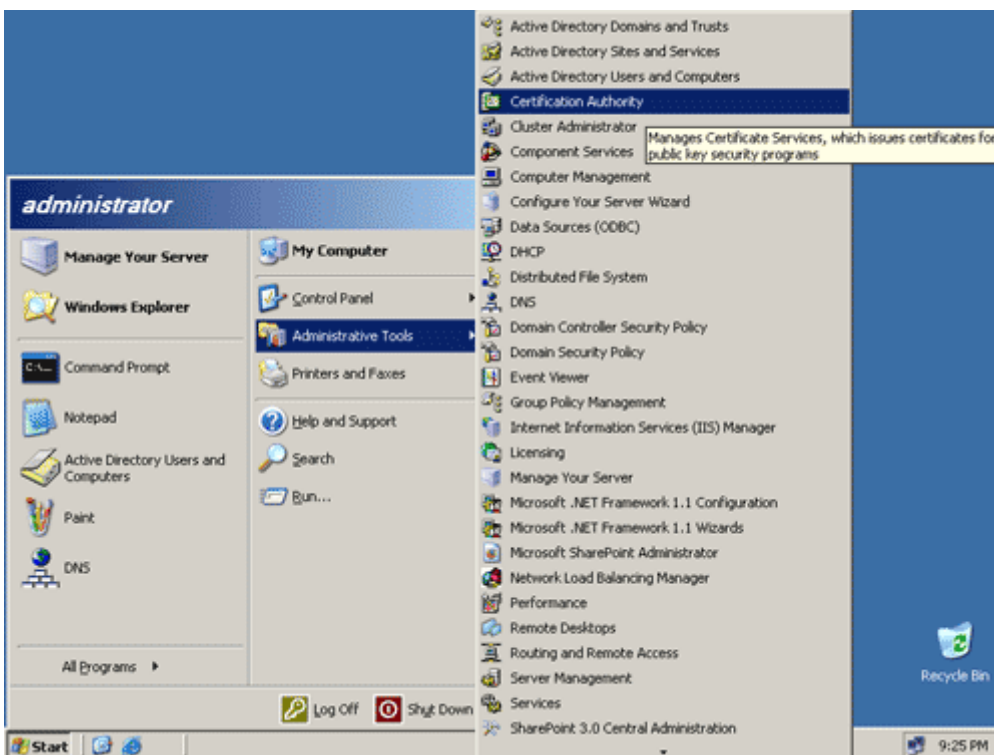 administrator
Manage Your Server
Windows Explorer
Command Prompt
Notepad
Active Directory Users and
Computers
Paint
DNS
All Programs
My Computer
Control Panel
Administrative Tools
Printers and Faxes
Help and Support
Search
Run...
Log Off
Shut Down
Active Directory Domains and Trusts
Active Directory Sites and Services
Active Directory Users and Computers
Certification Authority
Cluster Administrator
Manages Certificate Services, which issues certificates for
public key security programs
Component Services
Computer Management
Configure Your Server Wizard
Data Sources (ODBC)
DHCP
Distributed File System
DNS
Domain Controller Security Policy
Domain Security Policy
Event Viewer
Group Policy Management
Internet Information Services (IIS) Manager
Licensing
Manage Your Server
Microsoft .NET Framework 1.1 Configuration
Microsoft .NET Framework 1.1 Wizards
Microsoft SharePoint Administrator
Network Load Balancing Manager
Performance
Remote Desktops
Routing and Remote Access
Server Management
Services
SharePoint 3.0 Central Administration
Recycle Bin
Start
9:25 PM